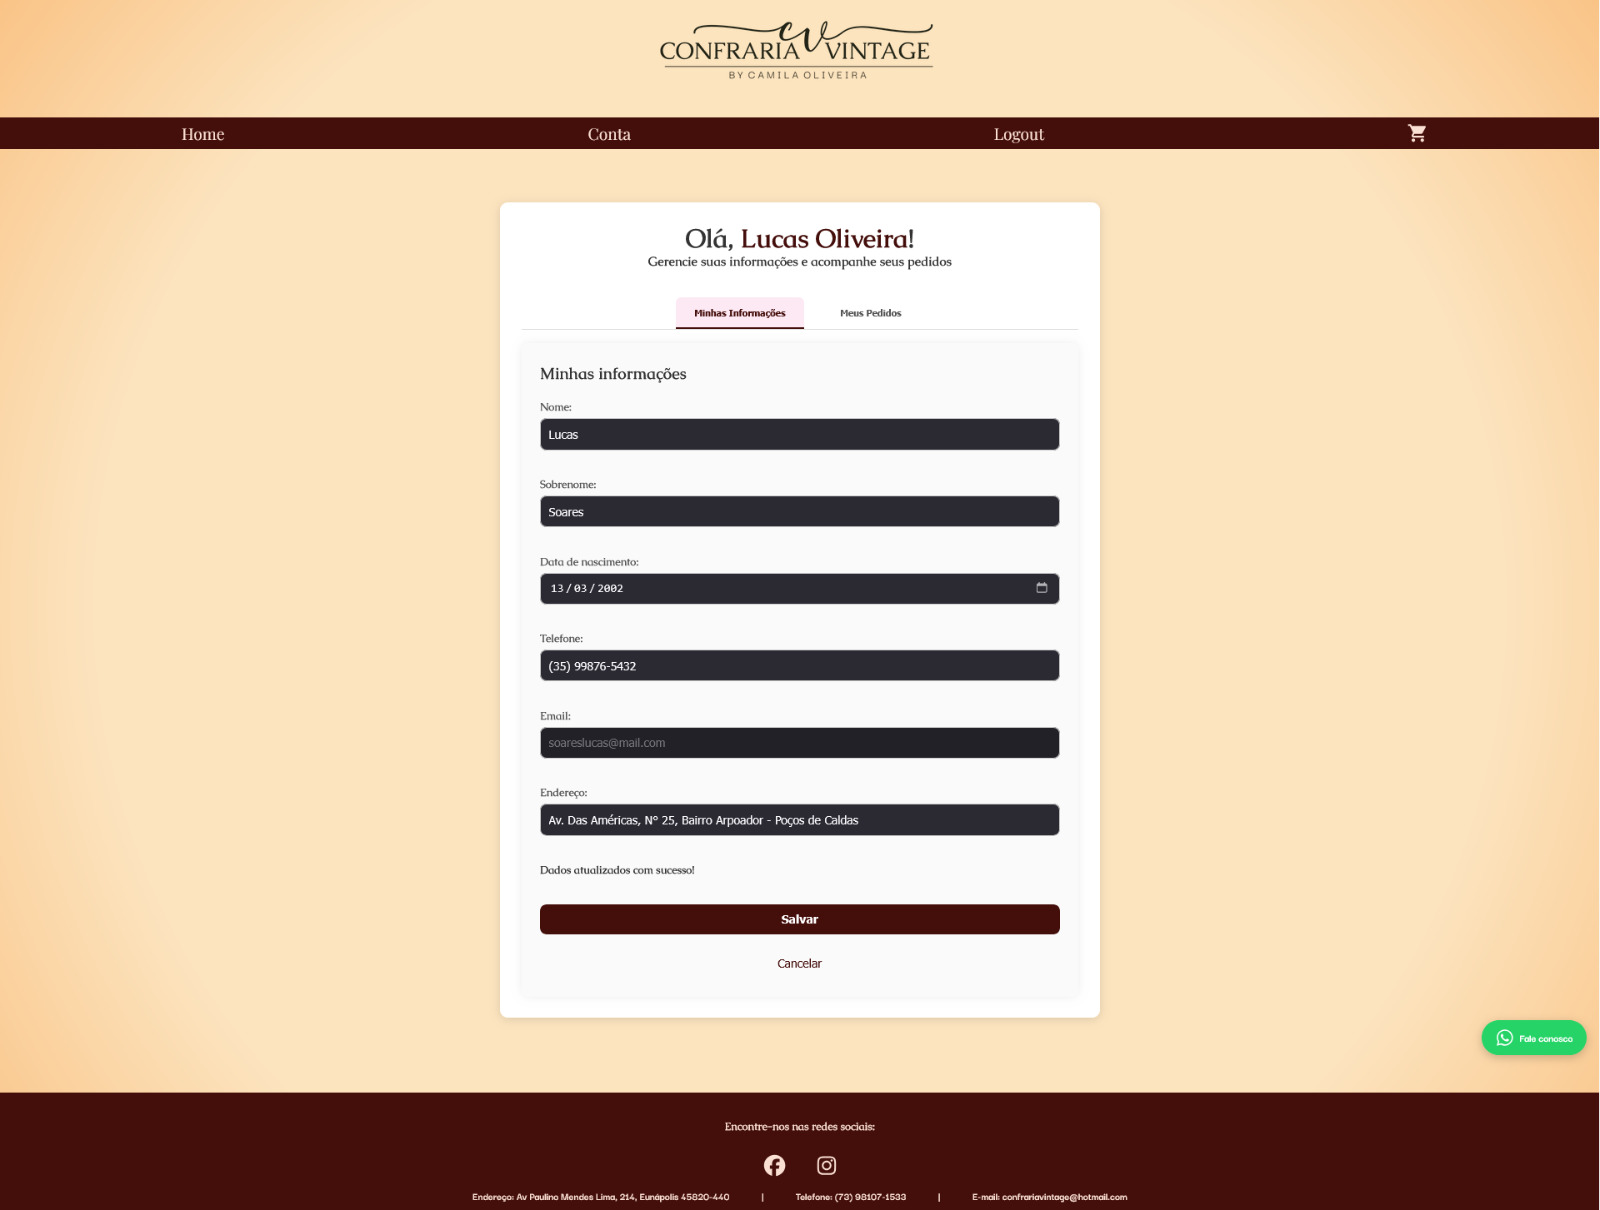 CV
CONFRARIA VINTAGE
BY CAMILA OLIVEIRA
Home
Conta
Logout
Olá, Lucas Oliveira!
Gerencie suas informações e acompanhe seus pedidos
Minhas Informações
Meus Pedidos
Minhas informações
Nome:
Lucas
Sobrenome:
Soares
Data de nascimento:
13 / 03 / 2002
Telefone:
(35) 99876-5432
Email:
soareslucas@mail.com
Endereço:
Av. Das Américas, Nº 25, Bairro Arpoador - Poços de Caldas
Dados atualizados com sucesso!
Salvar
Cancelar
Fale conosco
Encontre-nos nas redes sociais:
Endereço: Av Paulino Mendes Lima, 214, Eunápolis 45820-440 | Telefone: (73) 98107-1533 | E-mail: confrariavintage@hotmail.com